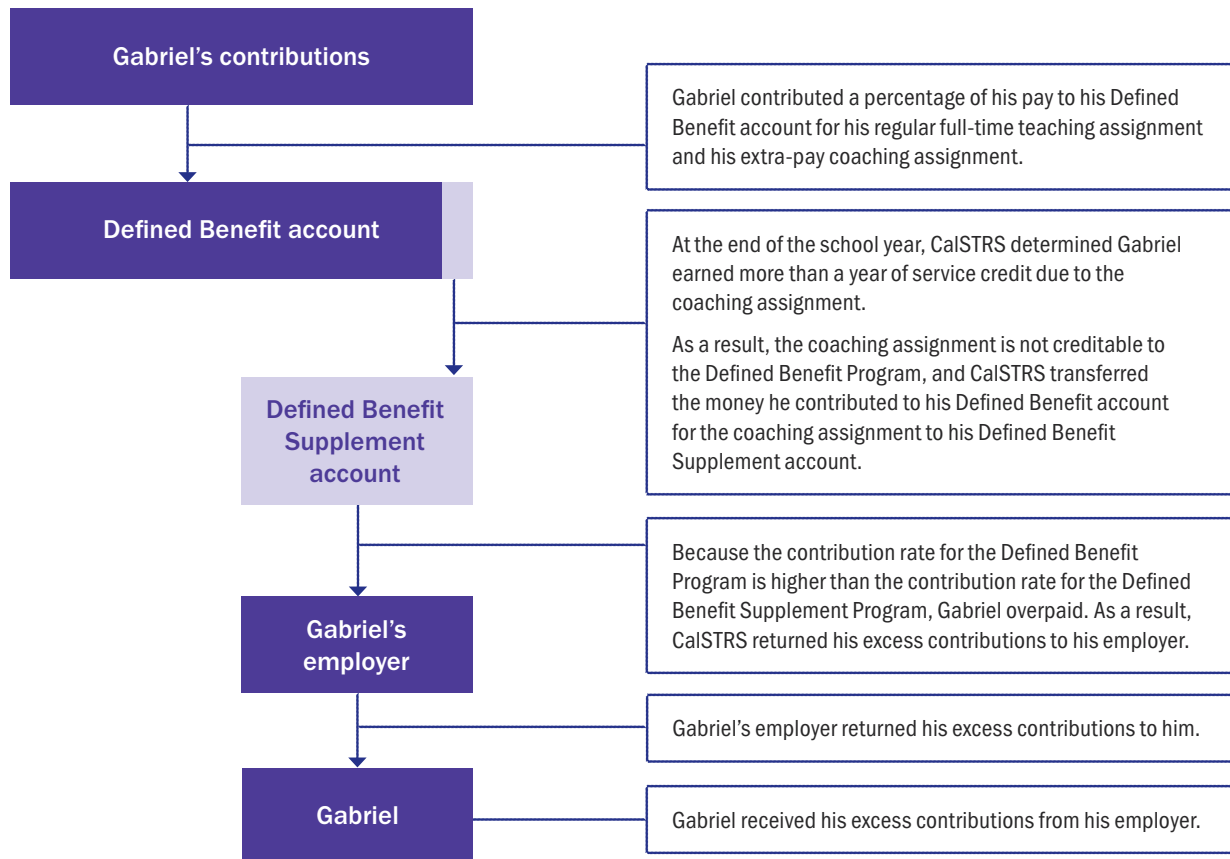 Gabriel’s contributions
Gabriel contributed a percentage of his pay to his Defined
Benefit account for his regular full-time teaching assignment
and his extra-pay coaching assignment.
Defined Benefit account
At the end of the school year, CalSTRS determined Gabriel
earned more than a year of service credit due to the
coaching assignment.
As a result, the coaching assignment is not creditable to
the Defined Benefit Program, and CalSTRS transferred
the money he contributed to his Defined Benefit account
for the coaching assignment to his Defined Benefit
Supplement account.
Defined Benefit
Supplement
account
Because the contribution rate for the Defined Benefit
Program is higher than the contribution rate for the Defined
Benefit Supplement Program, Gabriel overpaid. As a result,
CalSTRS returned his excess contributions to his employer.
Gabriel’s
employer
Gabriel’s employer returned his excess contributions to him.
Gabriel
Gabriel received his excess contributions from his employer.